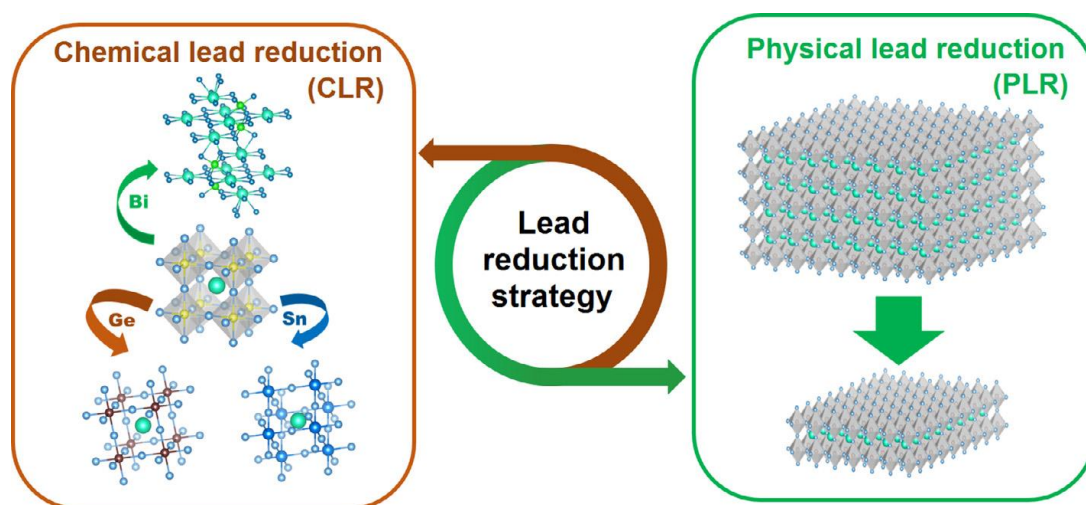 Chemical lead reduction
(CLR)
Bi
Ge
Sn
Lead
reduction
strategy
Physical lead reduction
(PLR)